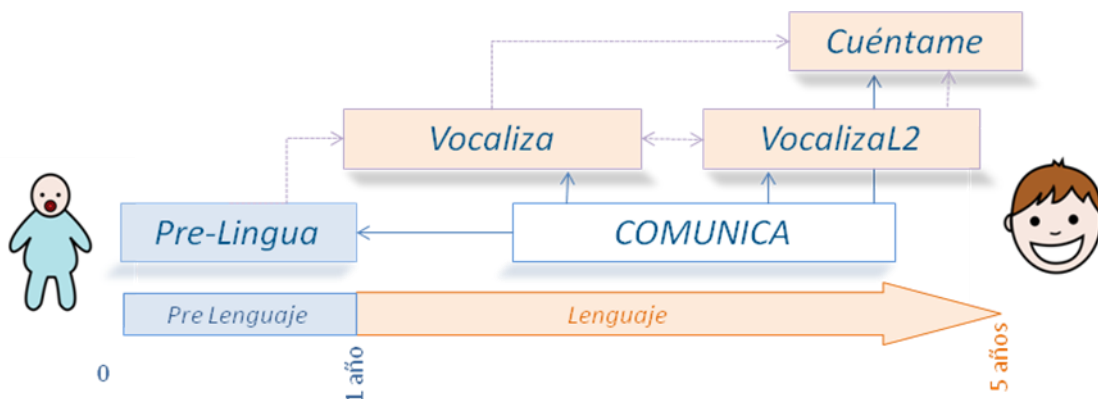 Cuéntame
Vocaliza
VocalizaL2
Pre-Lingua
COMUNICA
Pre Lenguaje
Lenguaje
0
1 año
5 años